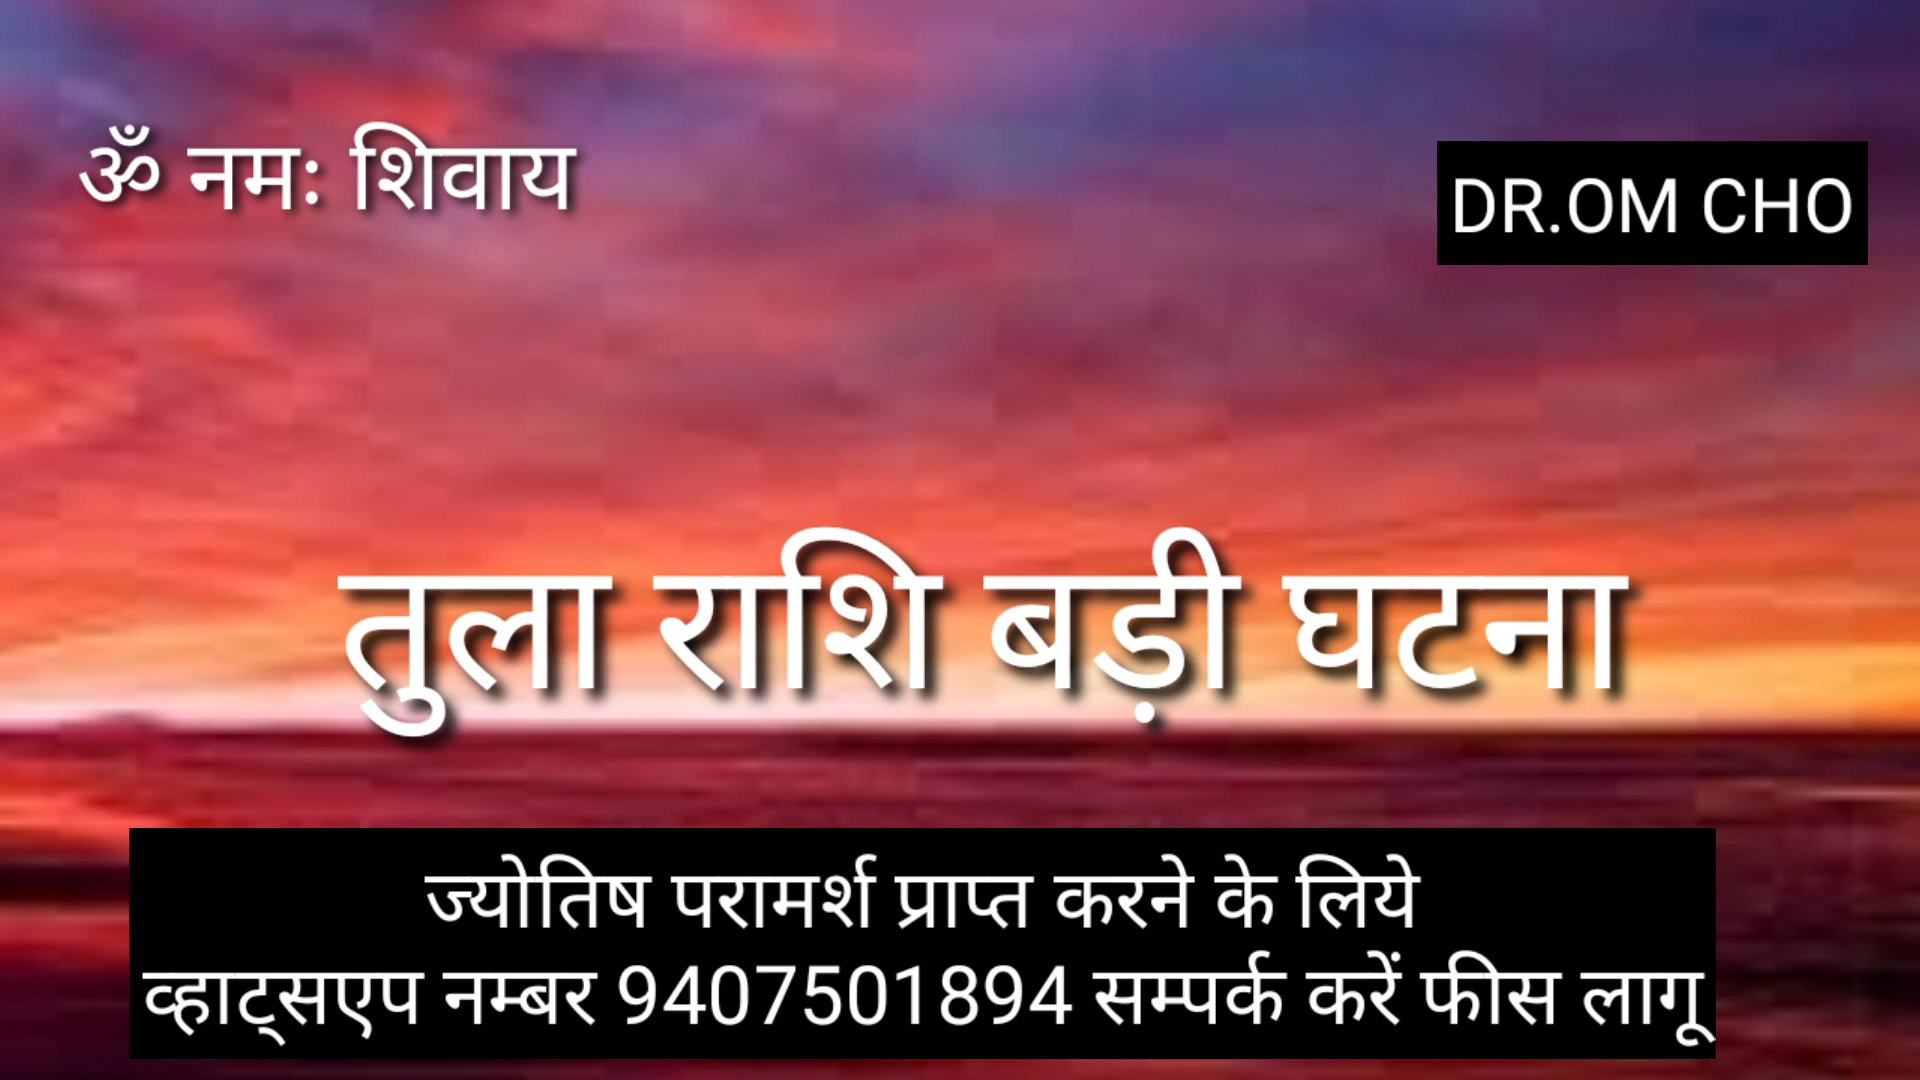 ॐ नमः शिवाय
DR.OM CHO
तुला राशि बड़ी घटना
ज्योतिष परामर्श प्राप्त करने के लिये
व्हाट्सएप नम्बर 9407501894 सम्पर्क करें फीस लागू